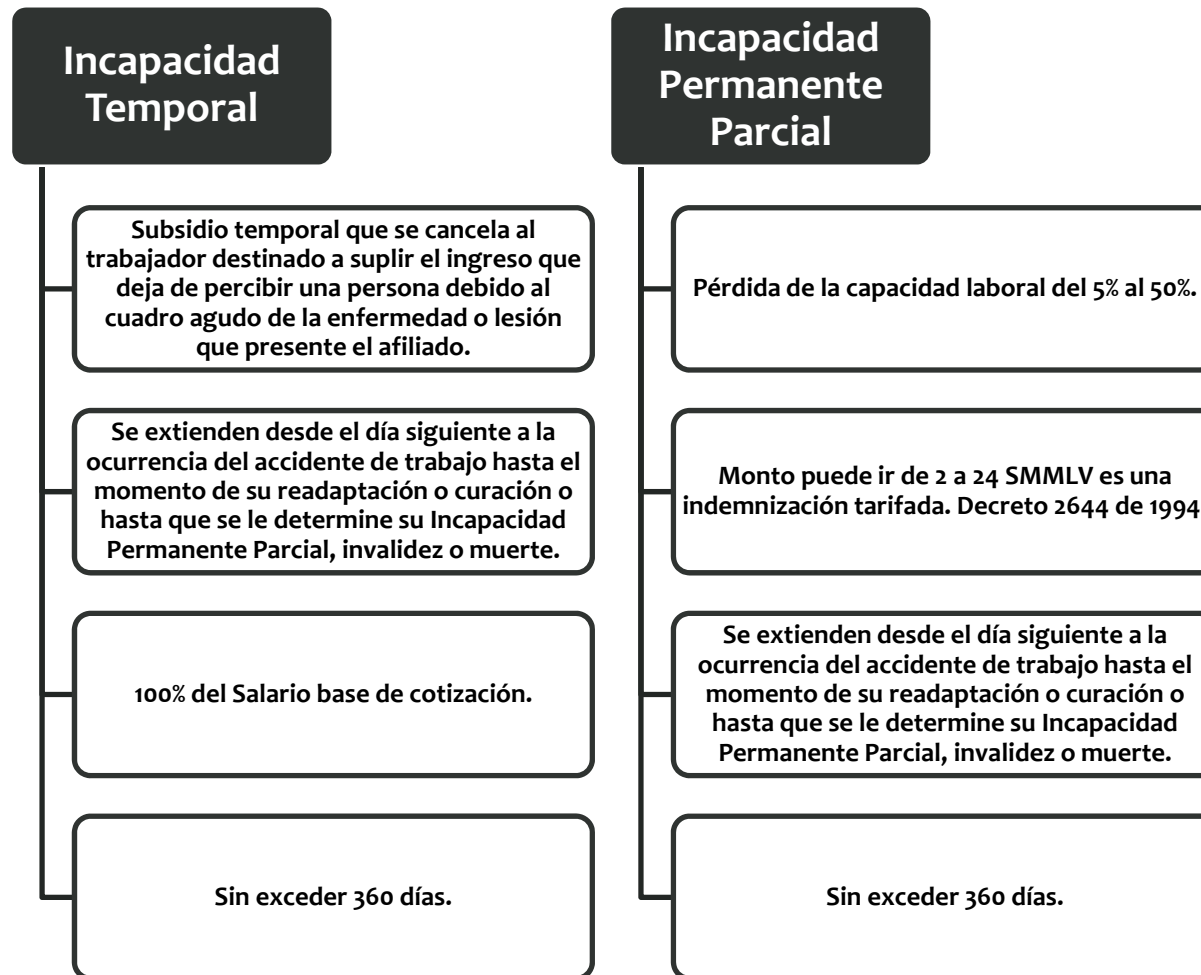 Incapacidad
Temporal
Subsidio temporal que se cancela al
trabajador destinado a suplir el ingreso que
deja de percibir una persona debido al
cuadro agudo de la enfermedad o lesión
que presente el afiliado.
Se extienden desde el día siguiente a la
ocurrencia del accidente de trabajo hasta el
momento de su readaptación o curación o
hasta que se le determine su Incapacidad
Permanente Parcial, invalidez o muerte.
100% del Salario base de cotización.
Sin exceder 360 días.
Incapacidad
Permanente
Parcial
Pérdida de la capacidad laboral del 5% al 50%.
Monto puede ir de 2 a 24 SMMLV es una
indemnización tarifada. Decreto 2644 de 1994
Se extienden desde el día siguiente a la
ocurrencia del accidente de trabajo hasta el
momento de su readaptación o curación o
hasta que se le determine su Incapacidad
Permanente Parcial, invalidez o muerte.
Sin exceder 360 días.